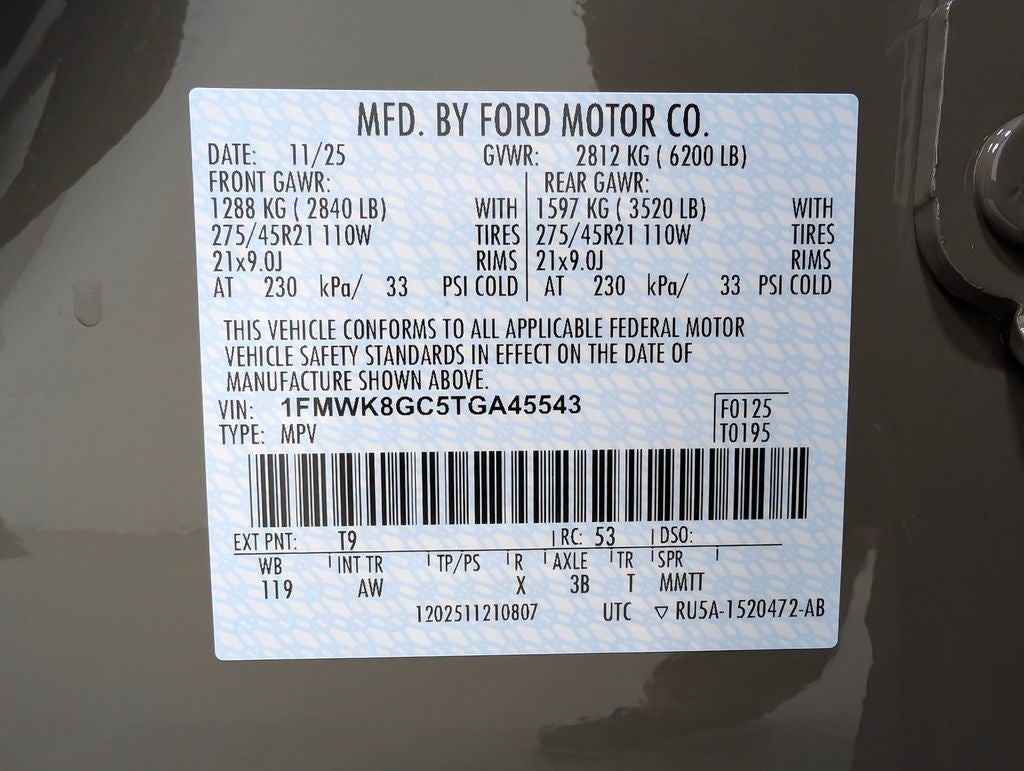 MFD. BY FORD MOTOR CO.
DATE: 11/25 GVWR: 2812 KG ( 6200 LB)
FRONT GAWR: REAR GAWR:
1288 KG ( 2840 LB) WITH 1597 KG ( 3520 LB) WITH
275/45R21 110W TIRES 275/45R21 110W TIRES
21x9.0J RIMS 21x9.0J RIMS
AT 230 kPa/ 33 PSI COLD AT 230 kPa/ 33 PSI COLD
THIS VEHICLE CONFORMS TO ALL APPLICABLE FEDERAL MOTOR
VEHICLE SAFETY STANDARDS IN EFFECT ON THE DATE OF
MANUFACTURE SHOWN ABOVE.
VIN: 1FMWK8GC5TGA45543 F0125
TYPE: MPV T0195
EXT PNT: T9 RC: 53 DSO:
WB INT TR TP/PS R AXLE TR SPR
119 AW X 3B T MMTT
1202511210807 UTC ▽ RU5A-1520472-AB